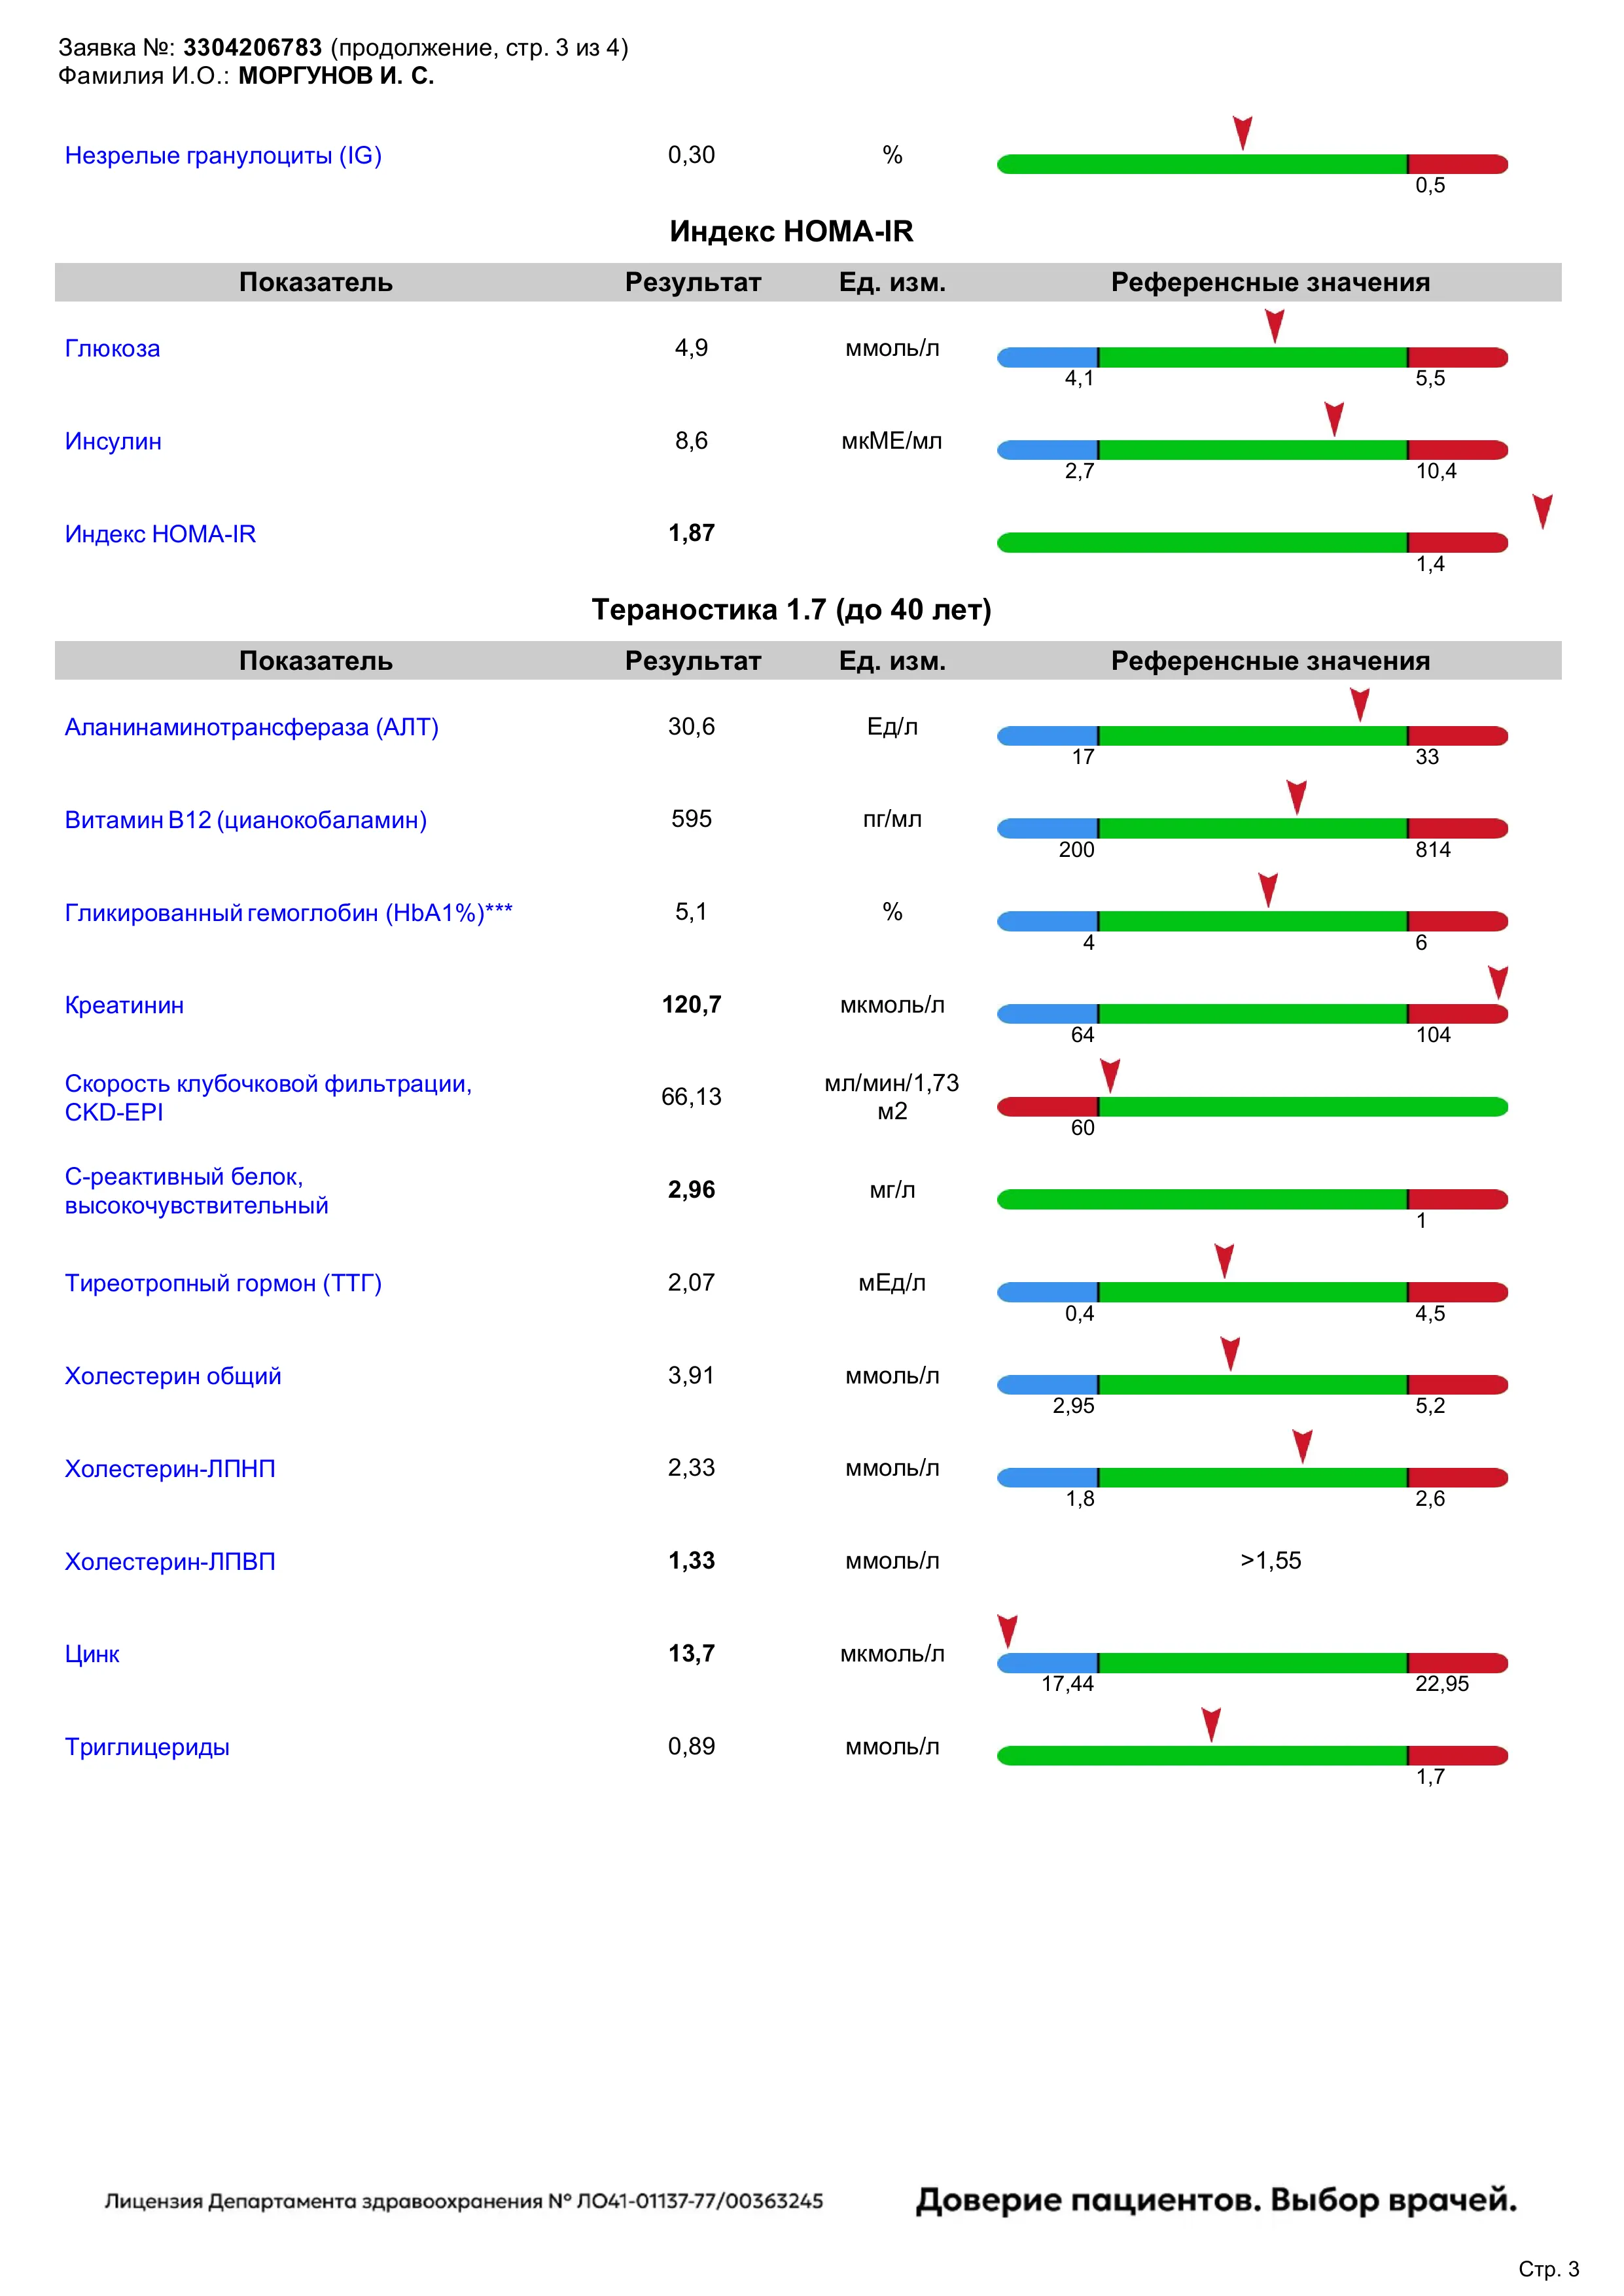 Заявка №: 3304206783 (продолжение, стр. 3 из 4)
Фамилия И.О.: МОРГУНОВ И. С.
Незрелые гранулоциты (IG) 0,30 %
0,5
Индекс HOMA-IR
Показатель Результат Ед. изм. Референсные значения
Глюкоза 4,9 ммоль/л
4,1 5,5
Инсулин 8,6 мкМЕ/мл
2,7 10,4
Индекс HOMA-IR 1,87
1,4
Тераностика 1.7 (до 40 лет)
Показатель Результат Ед. изм. Референсные значения
Аланинаминотрансфераза (АЛТ) 30,6 Ед/л
17 33
Витамин В12 (цианокобаламин) 595 пг/мл
200 814
Гликированный гемоглобин (HbA1%)*** 5,1 %
4 6
Креатинин 120,7 мкмоль/л
64 104
Скорость клубочковой фильтрации, мл/мин/1,73
CKD-EPI 66,13 м2
60
С-реактивный белок,
высокочувствительный 2,96 мг/л
1
Тиреотропный гормон (ТТГ) 2,07 мЕд/л
0,4 4,5
Холестерин общий 3,91 ммоль/л
2,95 5,2
Холестерин-ЛПНП 2,33 ммоль/л
1,8 2,6
Холестерин-ЛПВП 1,33 ммоль/л >1,55
Цинк 13,7 мкмоль/л
17,44 22,95
Триглицериды 0,89 ммоль/л
1,7
Лицензия Департамента здравоохранения № ЛО41-01137-77/00363245 Доверие пациентов. Выбор врачей.
Стр. 3